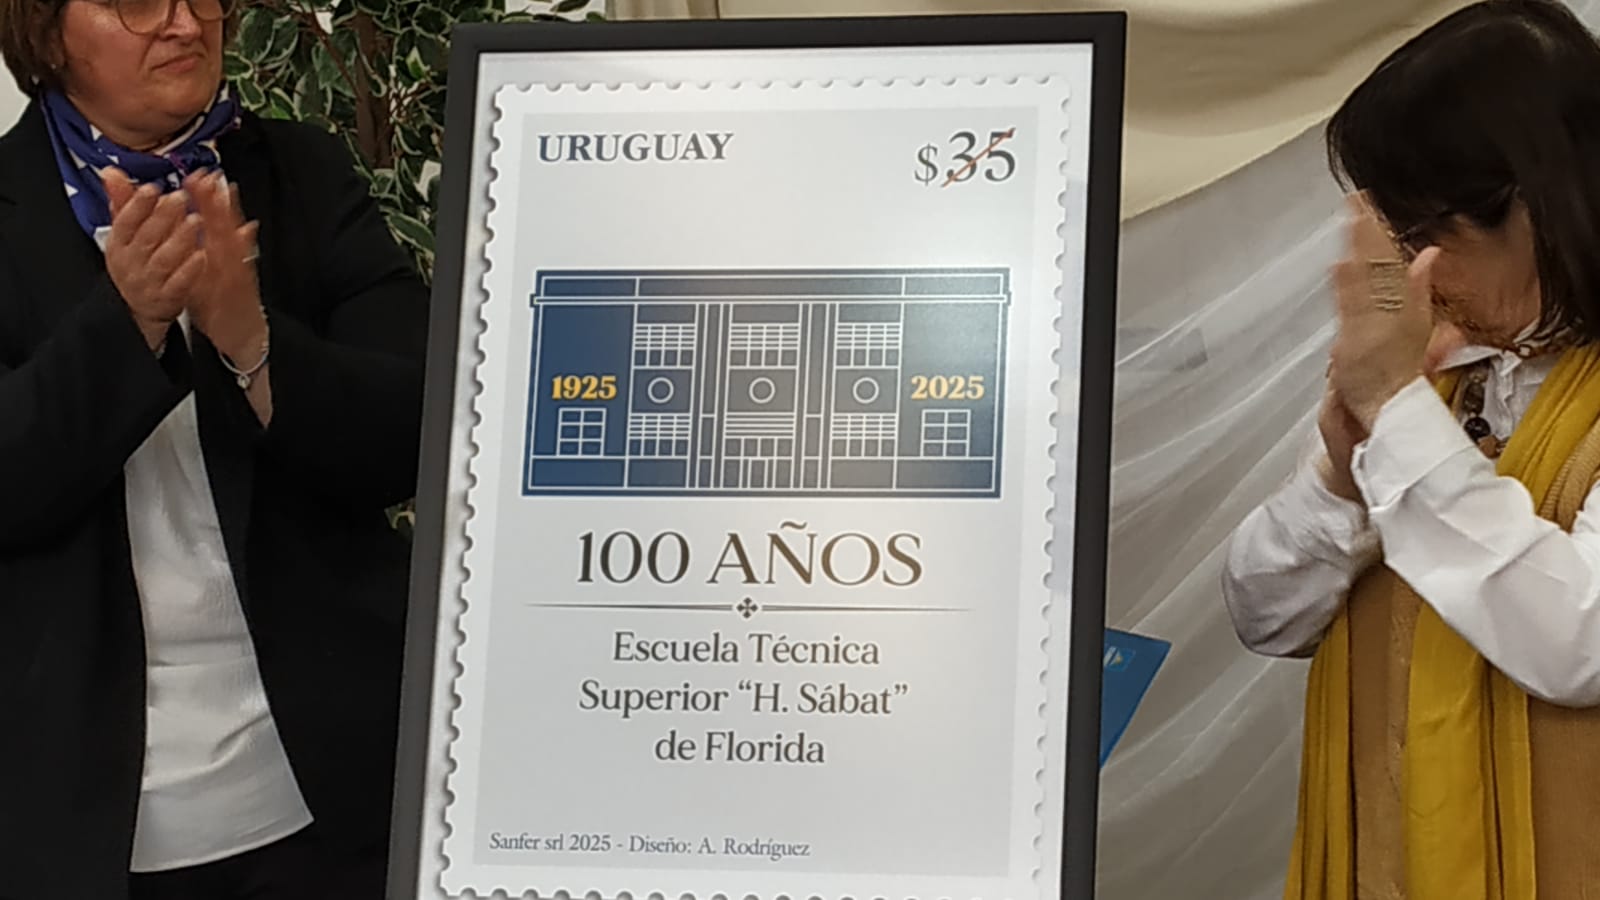 URUGUAY
$35
1925
2025
100 AÑOS
Escuela Técnica
Superior “H. Sábat”
de Florida
Sanfer srl 2025 - Diseño: A. Rodríguez